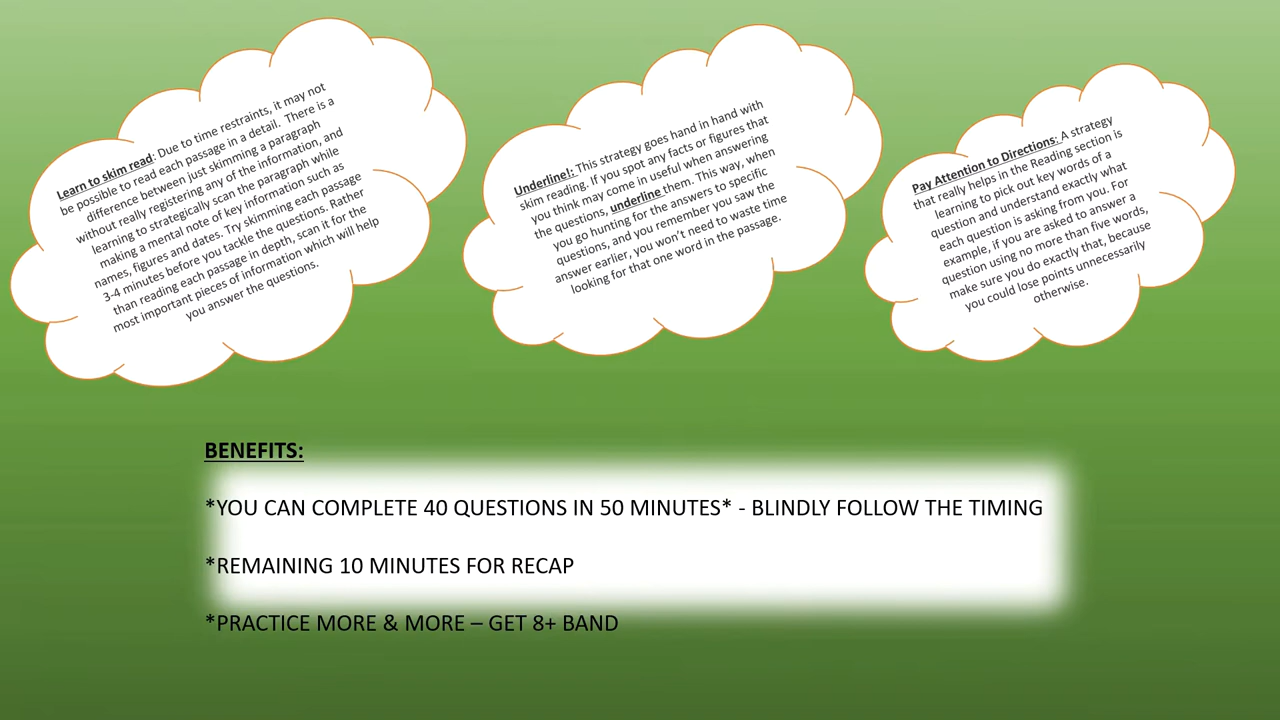 Learn to skim read: Due to time restraints, it may not
be possible to read each passage in a detail. There is a
difference between just skimming a paragraph
without really registering any of the information, and
learning to strategically scan the paragraph while
making a mental note of key information such as
names, figures and dates. Try skimming each passage
3-4 minutes before you tackle the questions. Rather
than reading each passage in depth, scan it for the
most important pieces of information which will help
you answer the questions.
Underline!: This strategy goes hand in hand with
skim reading. If you spot any facts or figures that
you think may come in useful when answering
the questions, underline them. This way, when
you go hunting for the answers to specific
questions, and you remember you saw the
answer earlier, you won't need to waste time
looking for that one word in the passage.
Pay Attention to Directions: A strategy
that really helps in the Reading section is
learning to pick out key words of a
question and understand exactly what
each question is asking from you. For
example, if you are asked to answer a
question using no more than five words,
make sure you do exactly that, because
you could lose points unnecessarily
otherwise.
BENEFITS:
*YOU CAN COMPLETE 40 QUESTIONS IN 50 MINUTES* - BLINDLY FOLLOW THE TIMING
*REMAINING 10 MINUTES FOR RECAP
*PRACTICE MORE & MORE – GET 8+ BAND